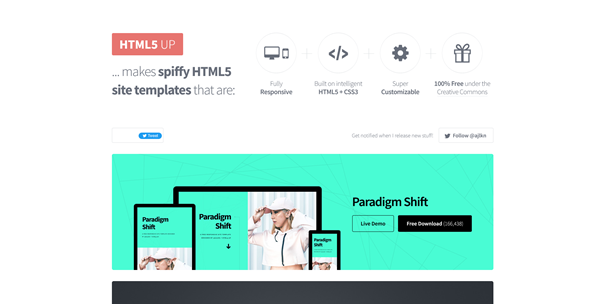 HTML5 UP
... makes spiffy HTML5
site templates that are:
Fully
Responsive
Built on intelligent
HTML5 + CSS3
Super
Customizable
100% Free under the
Creative Commons
Tweet
Get notified when I release new stuff!
Follow @ajlkn
Paradigm
Shift
Paradigm
Shift
Paradigm
Shift
Paradigm Shift
Live Demo
Free Download (166,438)